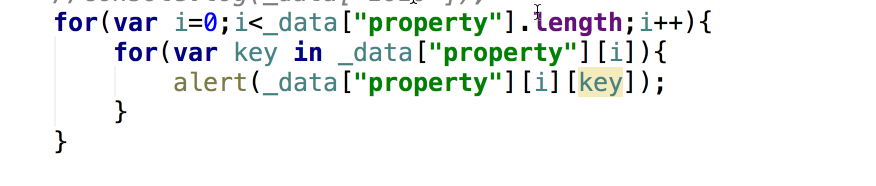 for(var i=0;i<_data["property"].length;i++){
    for(var key in _data["property"][i]){
        alert(_data["property"][i][key]);
    }
}